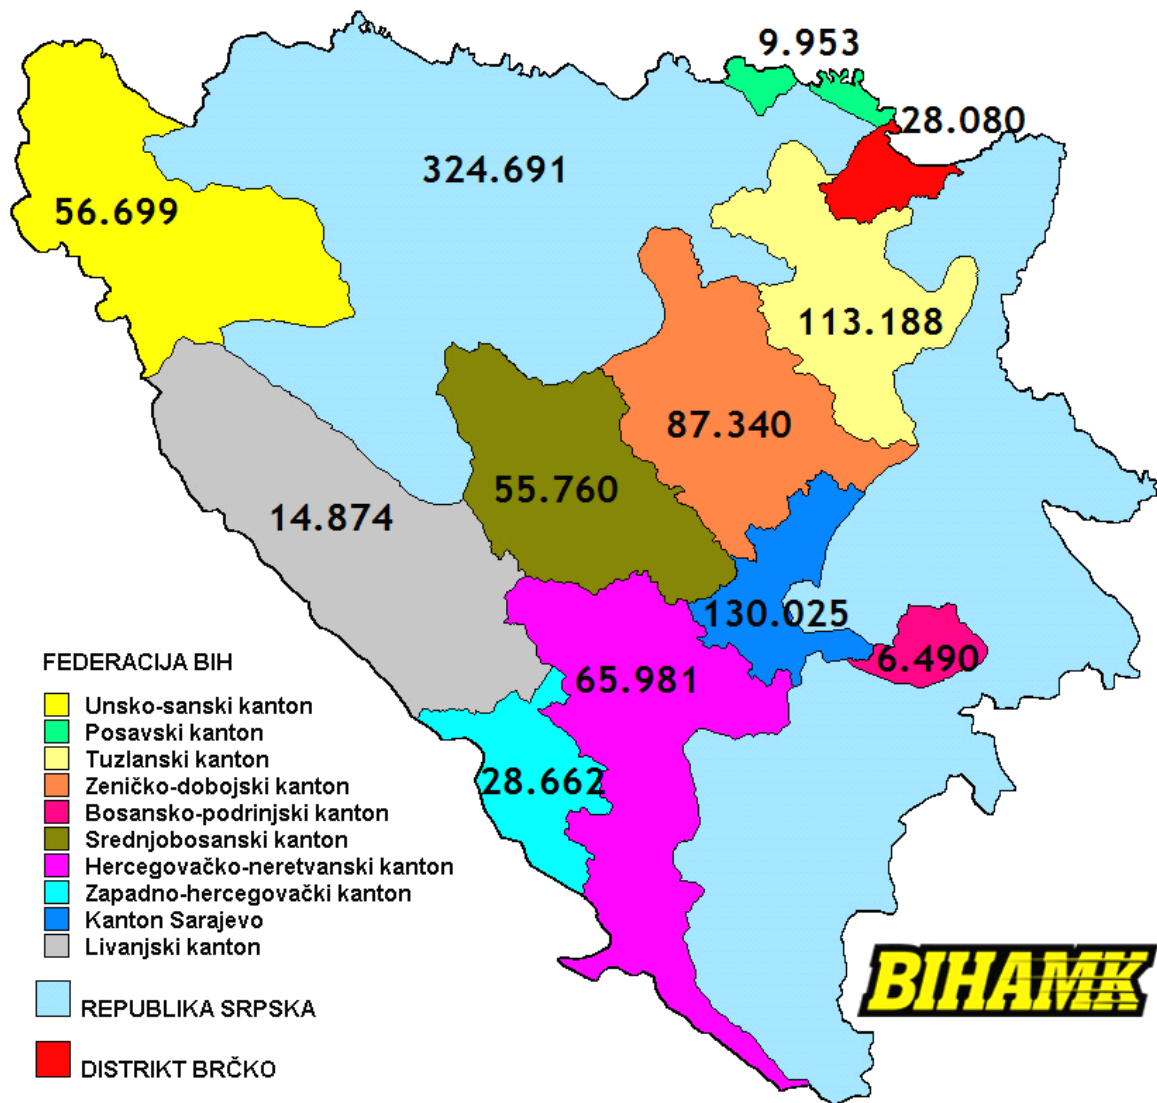 9.953
28.080
324.691
56.699
113.188
87.340
55.760
14.874
130.025
6.490
65.981
28.662
FEDERACIJA BIH
Unsko-sanski kanton
Posavski kanton
Tuzlanski kanton
Zeničko-dobojski kanton
Bosansko-podrinjski kanton
Srednjobosanski kanton
Hercegovačko-neretvanski kanton
Zapadno-hercegovački kanton
Kanton Sarajevo
Livanjski kanton
REPUBLIKA SRPSKA
DISTRIKT BRČKO
BIHAMK